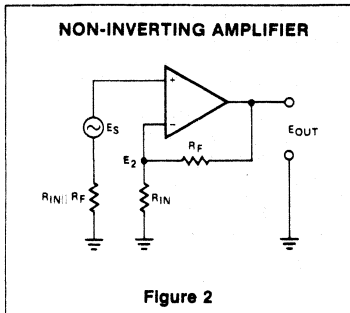 NON-INVERTING AMPLIFIER
+
−
ES
EOUT
RF
E2
RIN|| RF
RIN
Figure 2